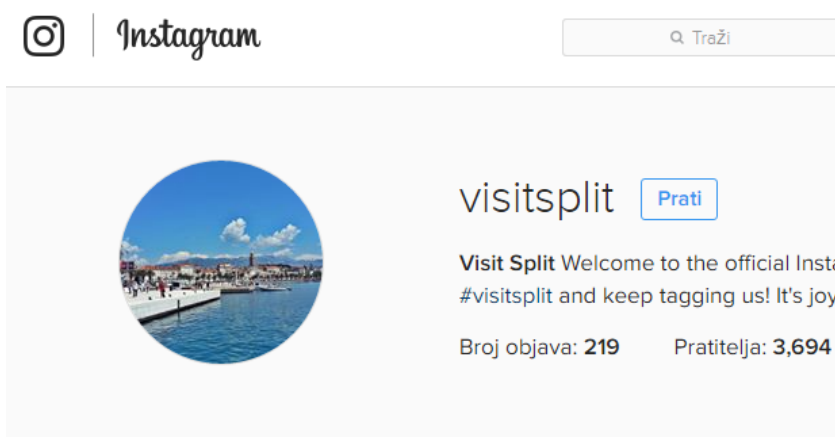 Instagram
Traži
visitsplit Prati
Visit Split Welcome to the official Insta
#visitsplit and keep tagging us! It's joy
Broj objava: 219 Pratitelja: 3,694